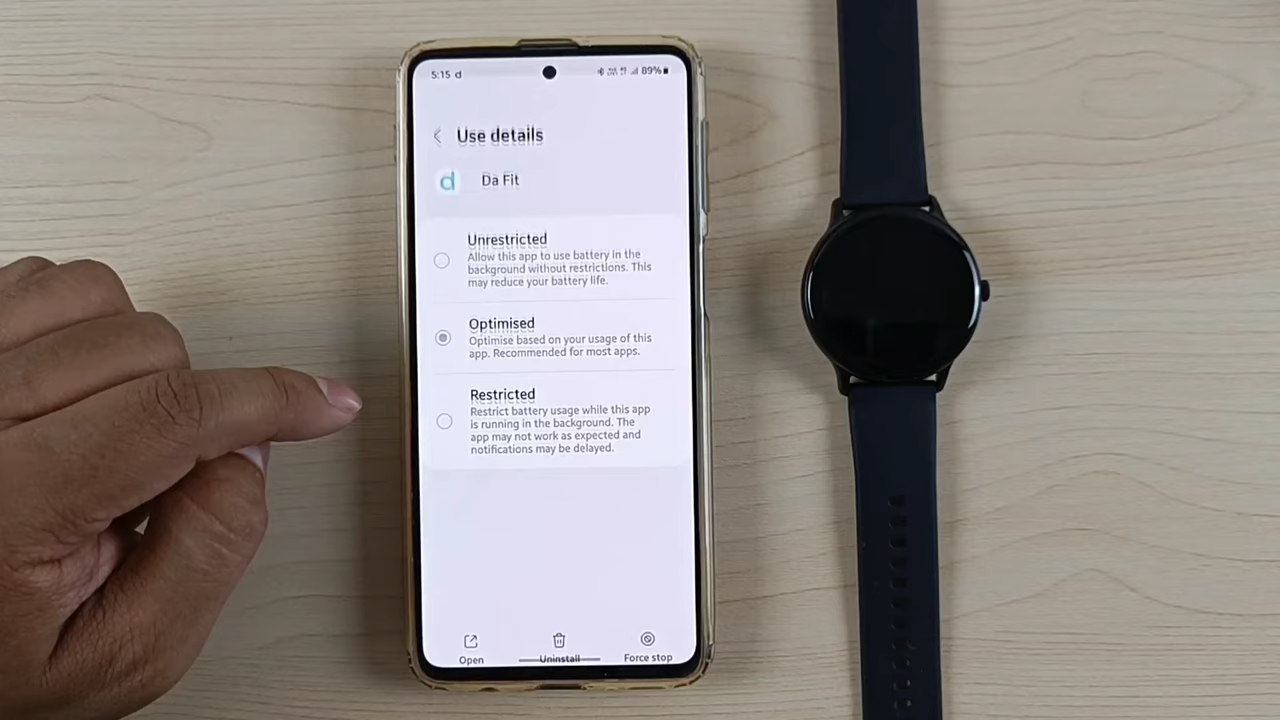 5:15 d
89%
Use details
d
Da Fit
Unrestricted
Allow this app to use battery in the
background without restrictions. This
may reduce your battery life.
Optimised
Optimise based on your usage of this
app. Recommended for most apps.
Restricted
Restrict battery usage while this app
is running in the background. The
app may not work as expected and
notifications may be delayed.
Open
Uninstall
Force stop